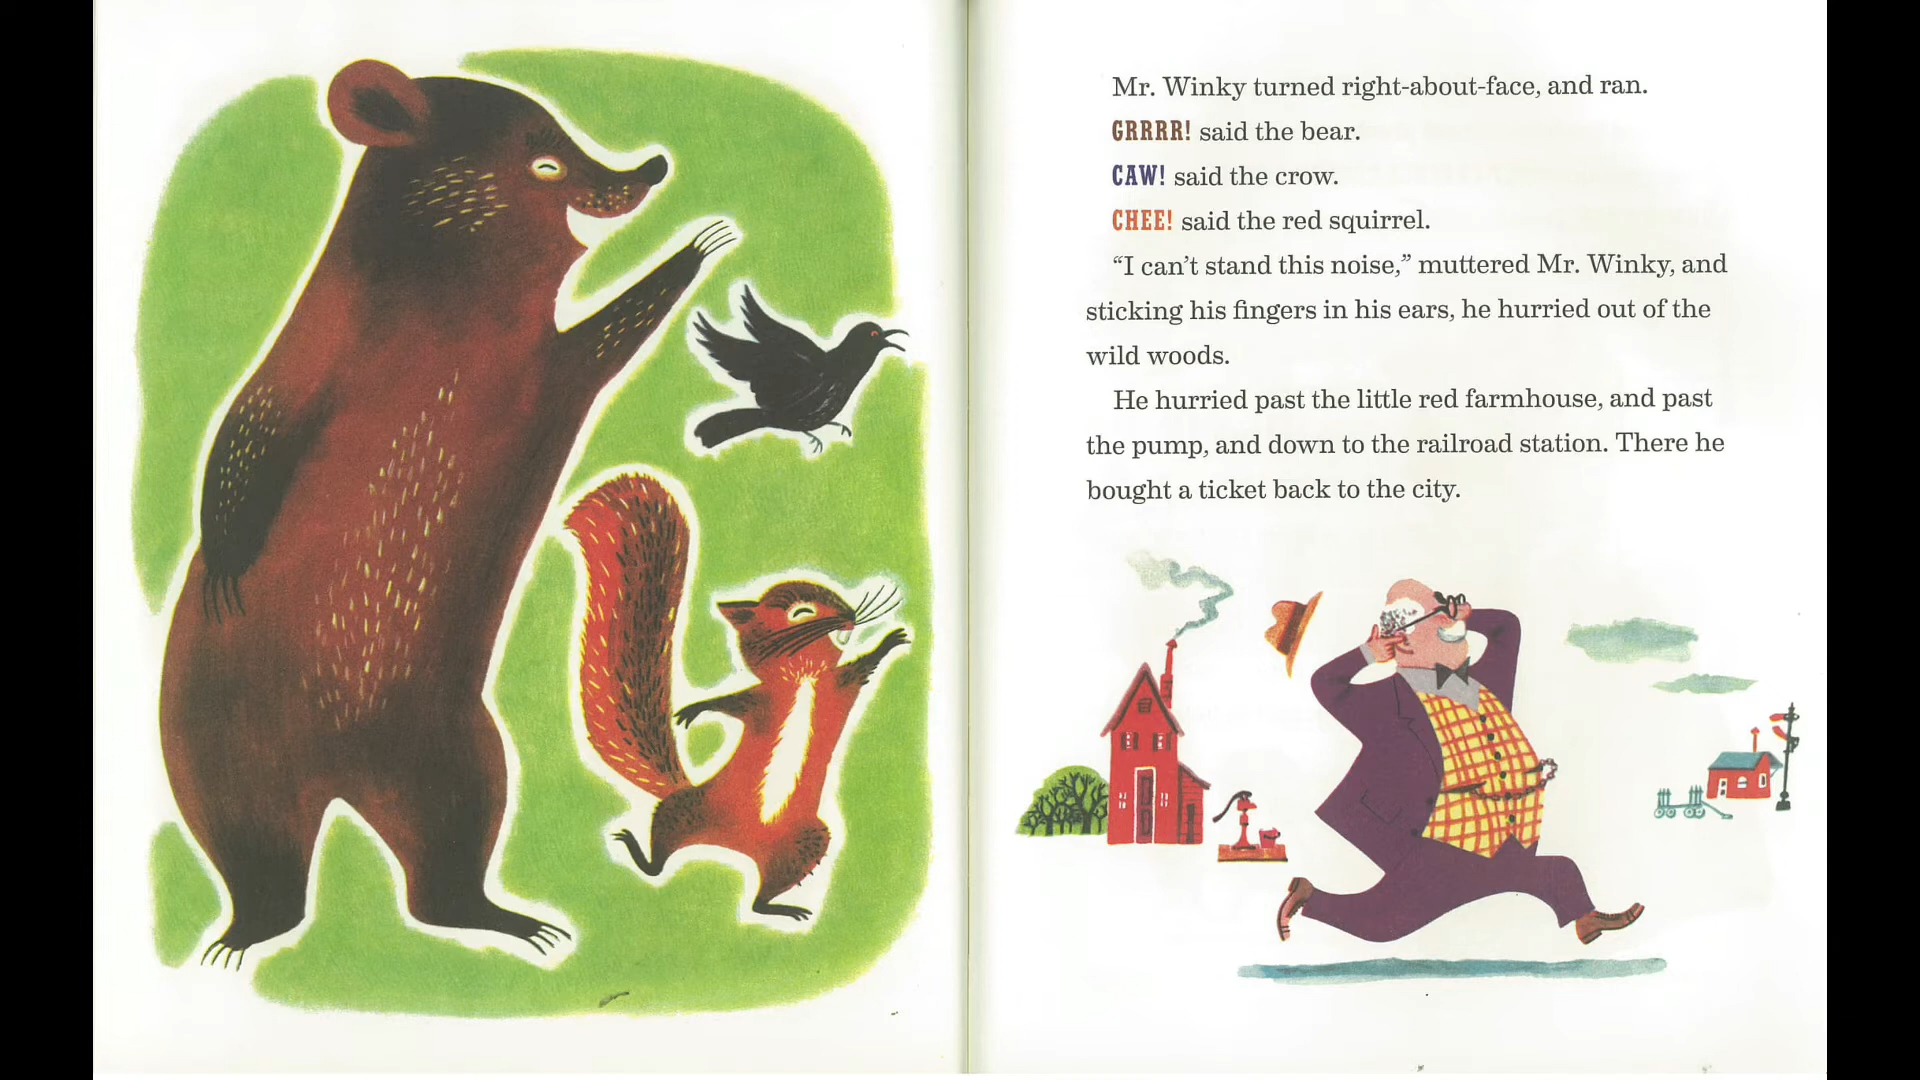 Mr. Winky turned right-about-face, and ran.
GRRRR! said the bear.
CAW! said the crow.
CHEE! said the red squirrel.
“I can’t stand this noise,” muttered Mr. Winky, and
sticking his fingers in his ears, he hurried out of the
wild woods.
He hurried past the little red farmhouse, and past
the pump, and down to the railroad station. There he
bought a ticket back to the city.